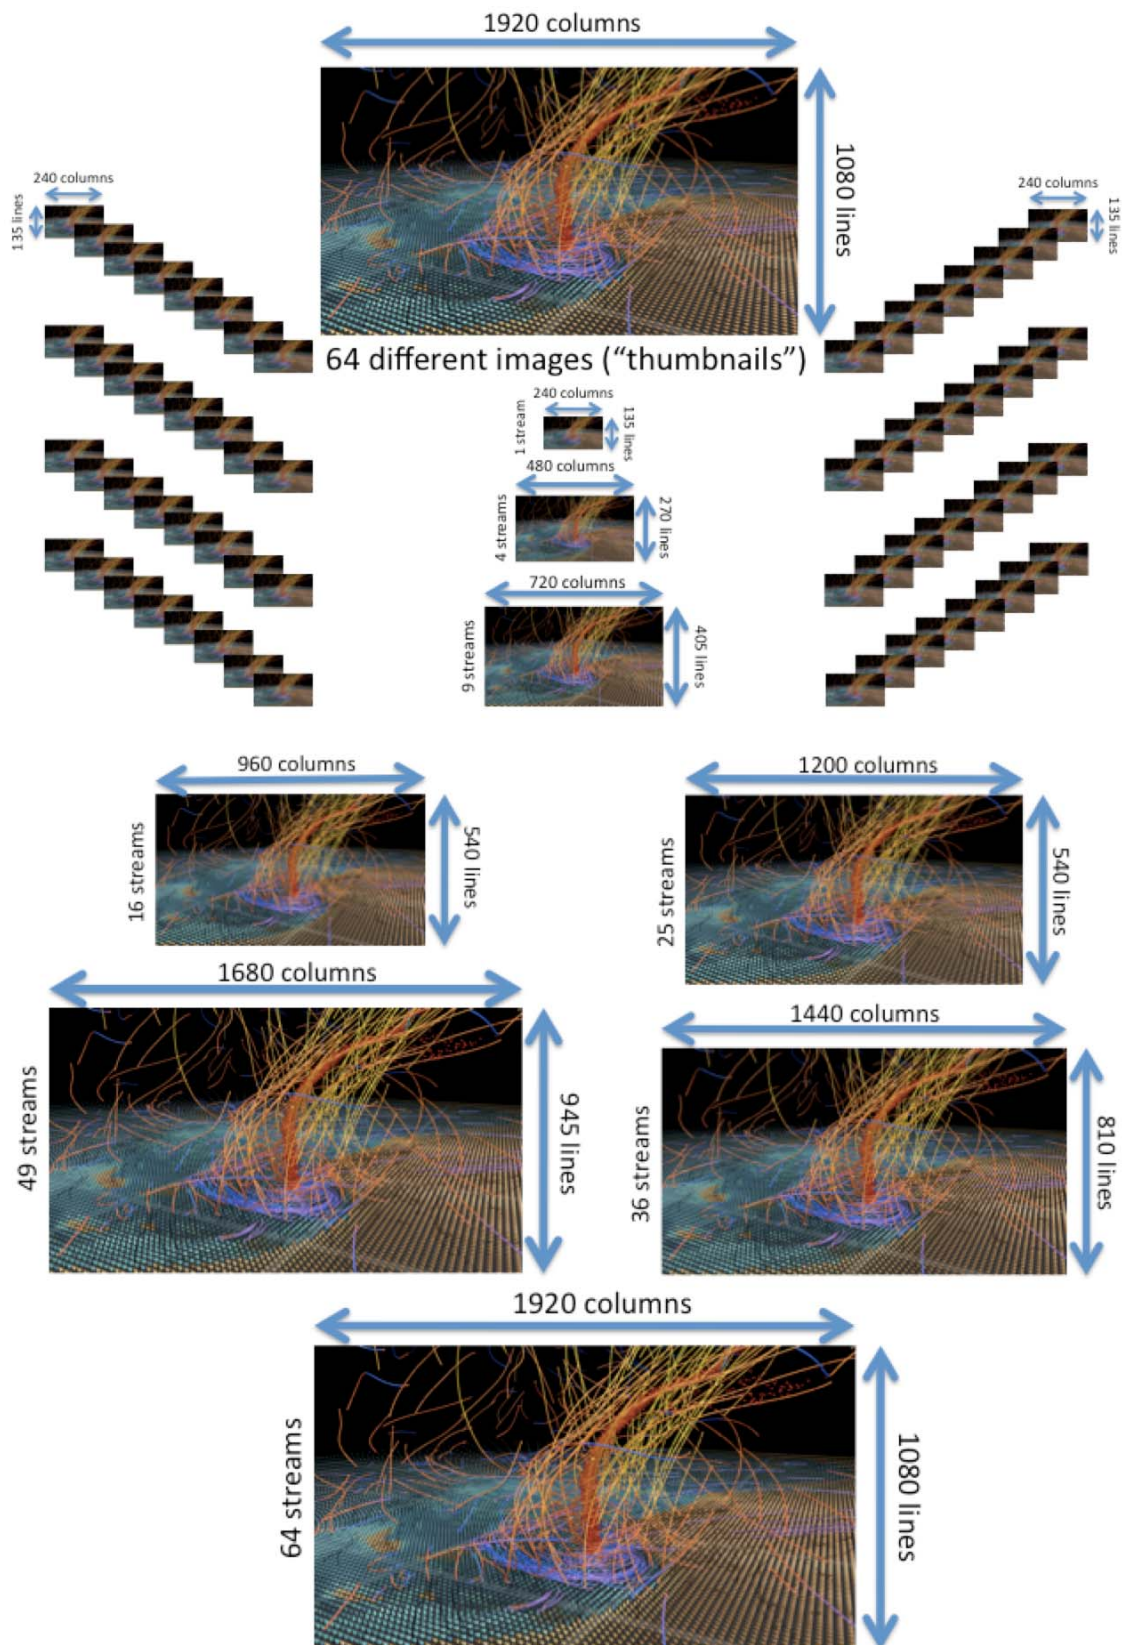 1920 columns
1080 lines
240 columns
135 lines
240 columns
135 lines
64 different images (“thumbnails”)
240 columns
1 stream
135 lines
480 columns
4 streams
270 lines
720 columns
9 streams
405 lines
960 columns
16 streams
540 lines
1200 columns
25 streams
540 lines
1680 columns
49 streams
945 lines
1440 columns
36 streams
810 lines
1920 columns
64 streams
1080 lines